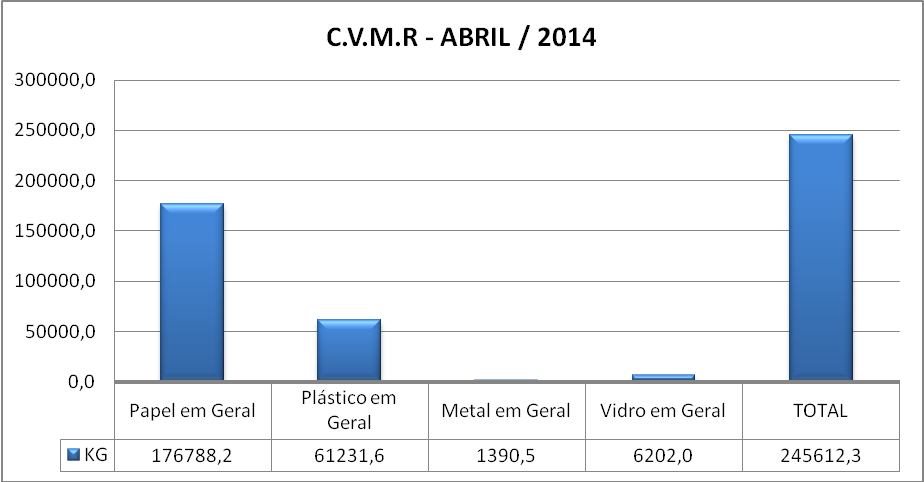 C.V.M.R - ABRIL / 2014
300000,0
250000,0
200000,0
150000,0
100000,0
50000,0
0,0
Papel em Geral
Plástico em
Geral
Metal em Geral
Vidro em Geral
TOTAL
KG 176788,2 61231,6 1390,5 6202,0 245612,3